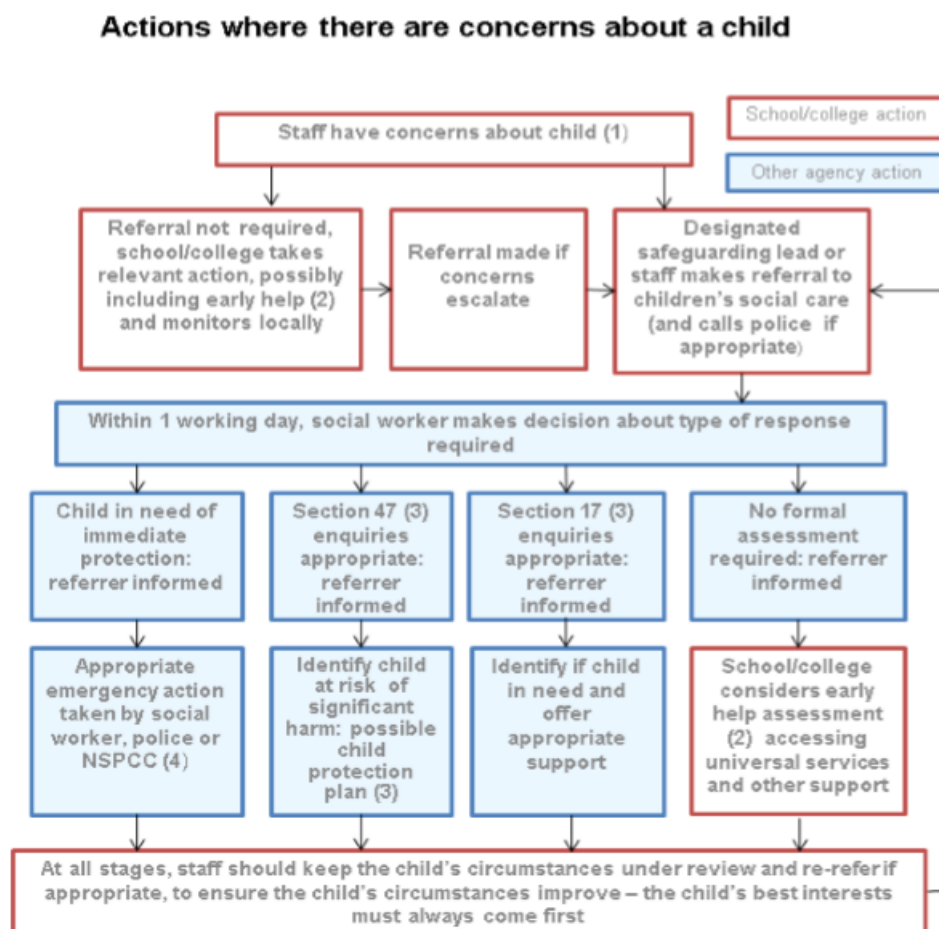 Actions where there are concerns about a child
School/college action
Other agency action
Staff have concerns about child (1)
Referral not required,
school/college takes
relevant action, possibly
including early help (2)
and monitors locally
Referral made if
concerns
escalate
Designated
safeguarding lead or
staff makes referral to
children's social care
(and calls police if
appropriate)
Within 1 working day, social worker makes decision about type of response
required
Child in need of
immediate
protection:
referrer informed
Section 47 (3)
enquiries
appropriate:
referrer
informed
Section 17 (3)
enquiries
appropriate:
referrer
informed
No formal
assessment
required: referrer
informed
Appropriate
emergency action
taken by social
worker, police or
NSPCC (4)
Identify child
at risk of
significant
harm: possible
child
protection
plan (3)
Identify if child
in need and
offer
appropriate
support
School/college
considers early
help assessment
(2) accessing
universal services
and other support
At all stages, staff should keep the child's circumstances under review and re-refer if
appropriate, to ensure the child's circumstances improve – the child's best interests
must always come first